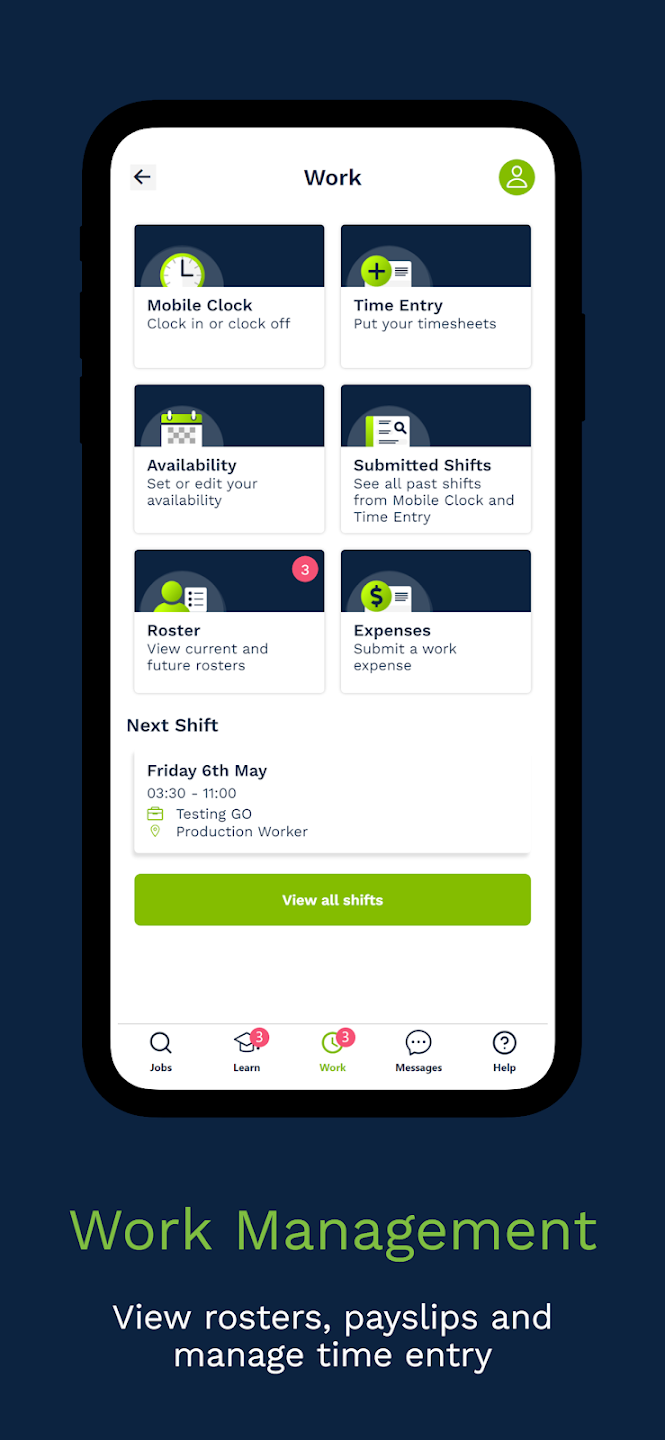 Work
Mobile Clock
Clock in or clock off
Time Entry
Put your timesheets
Availability
Set or edit your
availability
Submitted Shifts
See all past shifts
from Mobile Clock and
Time Entry
3
Roster
View current and
future rosters
$
Expenses
Submit a work
expense
Next Shift
Friday 6th May
03:30 - 11:00
Testing GO
Production Worker
View all shifts
Jobs
3
Learn
3
Work
Messages
?
Help
Work Management
View rosters, payslips and
manage time entry